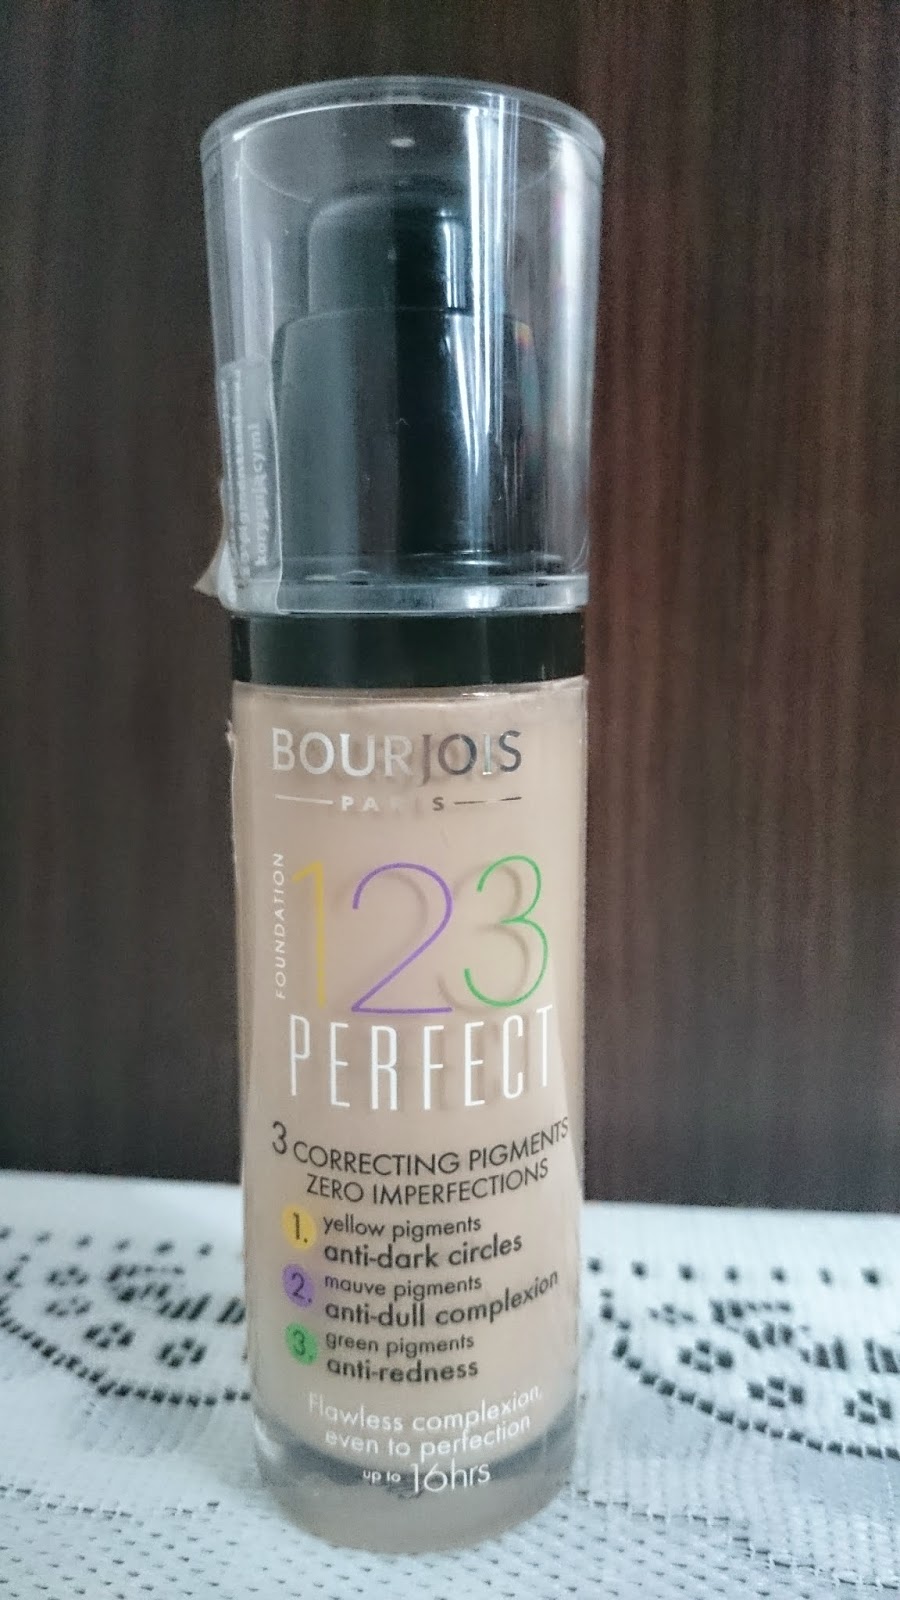 korygującymi
BOURJOIS
PARIS
FOUNDATION
123
PERFECT
3 CORRECTING PIGMENTS
ZERO IMPERFECTIONS
1. yellow pigments
anti-dark circles
2. mauve pigments
anti-dull complexion
3. green pigments
anti-redness
Flawless complexion,
even to perfection
up to 16hrs